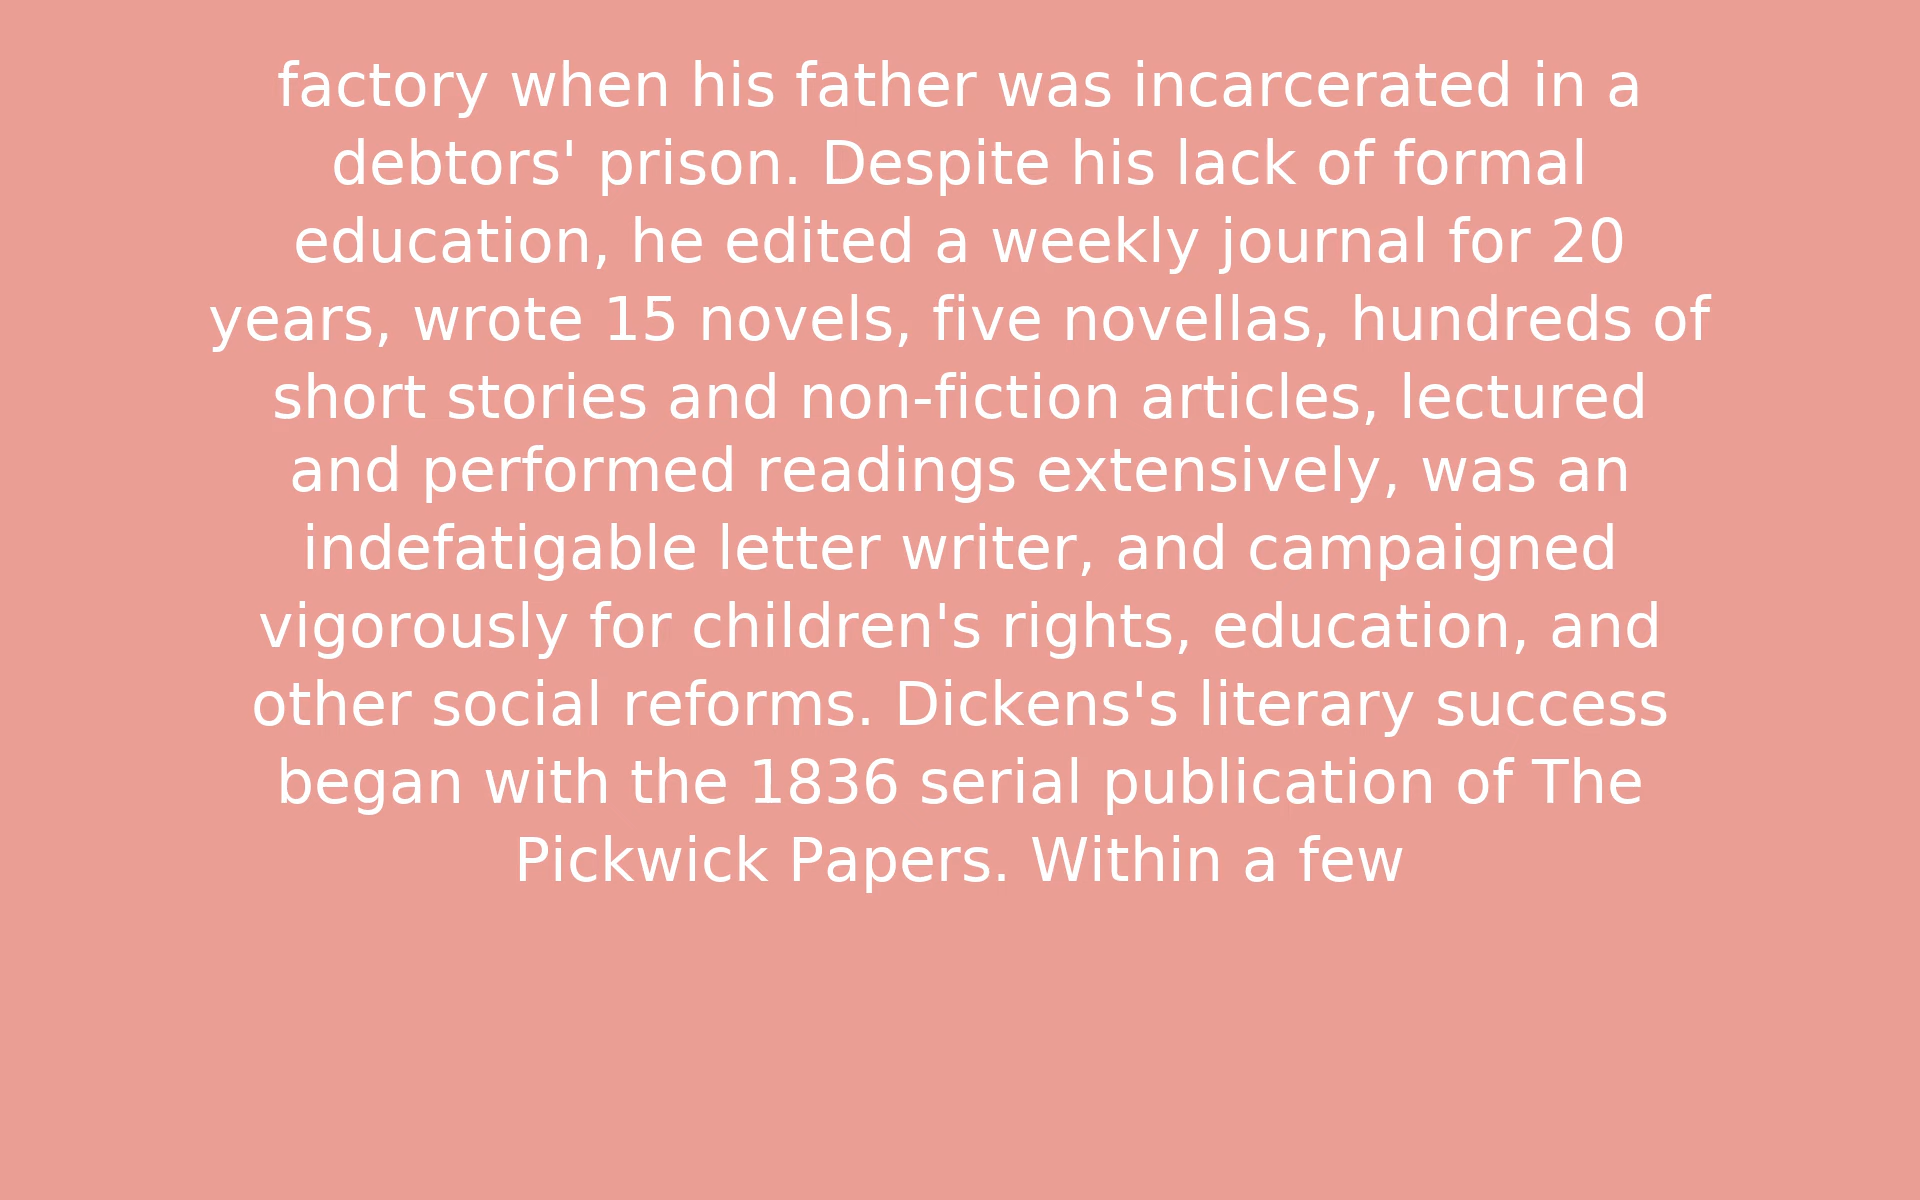 factory when his father was incarcerated in a
debtors' prison. Despite his lack of formal
education, he edited a weekly journal for 20
years, wrote 15 novels, five novellas, hundreds of
short stories and non-fiction articles, lectured
and performed readings extensively, was an
indefatigable letter writer, and campaigned
vigorously for children's rights, education, and
other social reforms. Dickens's literary success
began with the 1836 serial publication of The
Pickwick Papers. Within a few